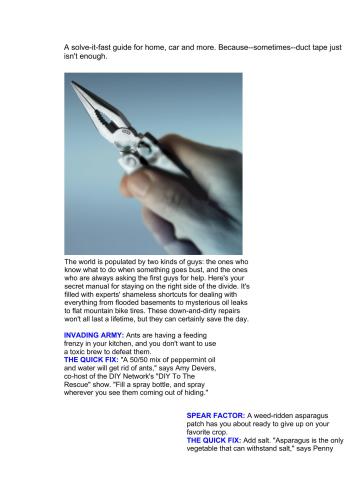 A solve-it-fast guide for home, car and more. Because--sometimes--duct tape just
isn't enough.
The world is populated by two kinds of guys: the ones who
know what to do when something goes bust, and the ones
who are always asking the first guys for help. Here's your
secret manual for staying on the right side of the divide. It's
filled with experts' shameless shortcuts for dealing with
everything from flooded basements to mysterious oil leaks
to flat mountain bike tires. These down-and-dirty repairs
won't all last a lifetime, but they can certainly save the day.
INVADING ARMY: Ants are having a feeding
frenzy in your kitchen, and you don't want to use
a toxic brew to defeat them.
THE QUICK FIX: "A 50/50 mix of peppermint oil
and water will get rid of ants," says Amy Devers,
co-host of the DIY Network's "DIY To The
Rescue" show. "Fill a spray bottle, and spray
wherever you see them coming out of hiding."
SPEAR FACTOR: A weed-ridden asparagus
patch has you about ready to give up on your
favorite crop.
THE QUICK FIX: Add salt. "Asparagus is the only
vegetable that can withstand salt," says Penny